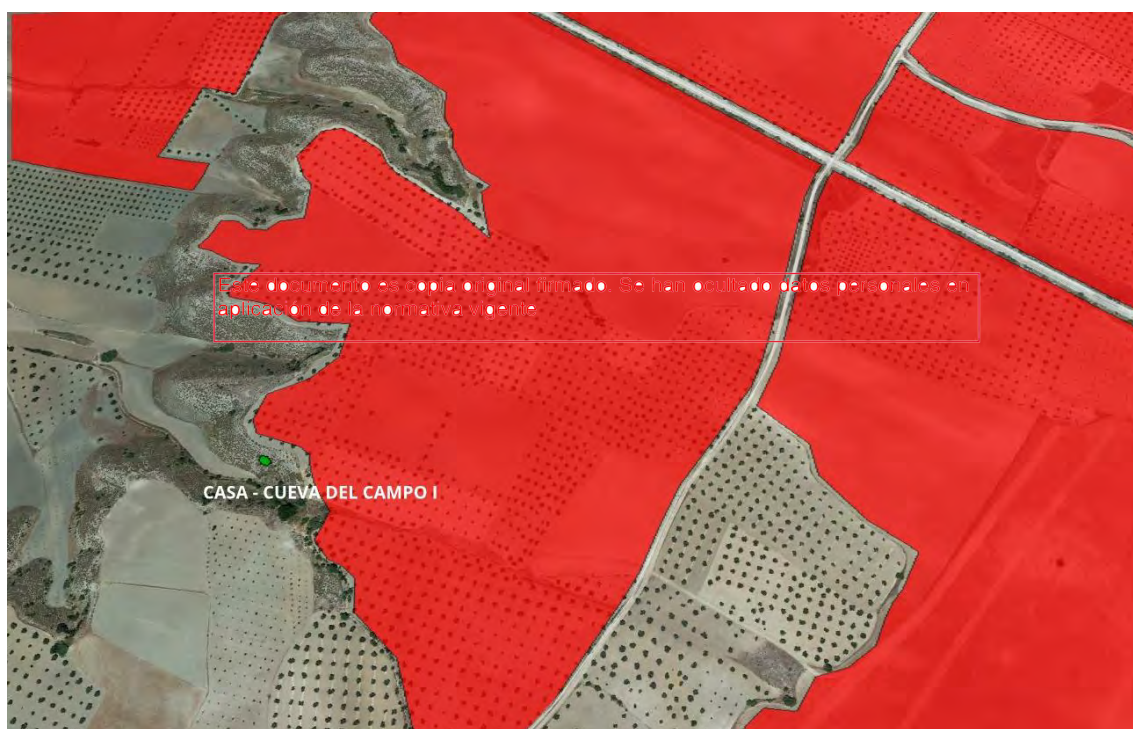 Este documento es copia original firmado. Se han ocultado datos personales en
aplicación de la normativa vigente
CASA - CUEVA DEL CAMPO I